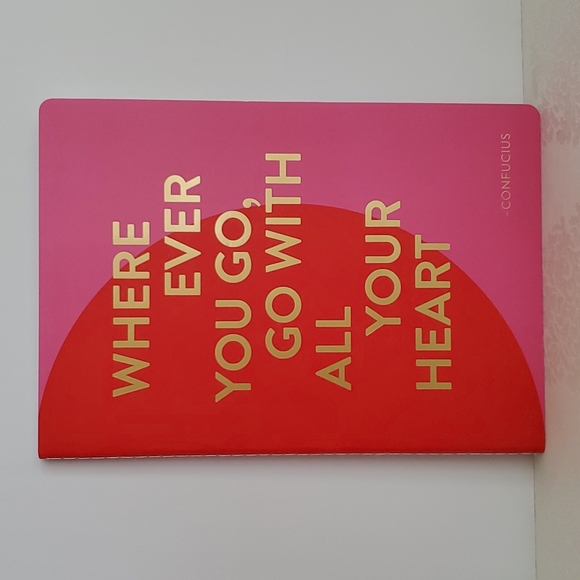 WHERE
EVER
YOU GO,
GO WITH
ALL
YOUR
HEART
-CONFUCIUS